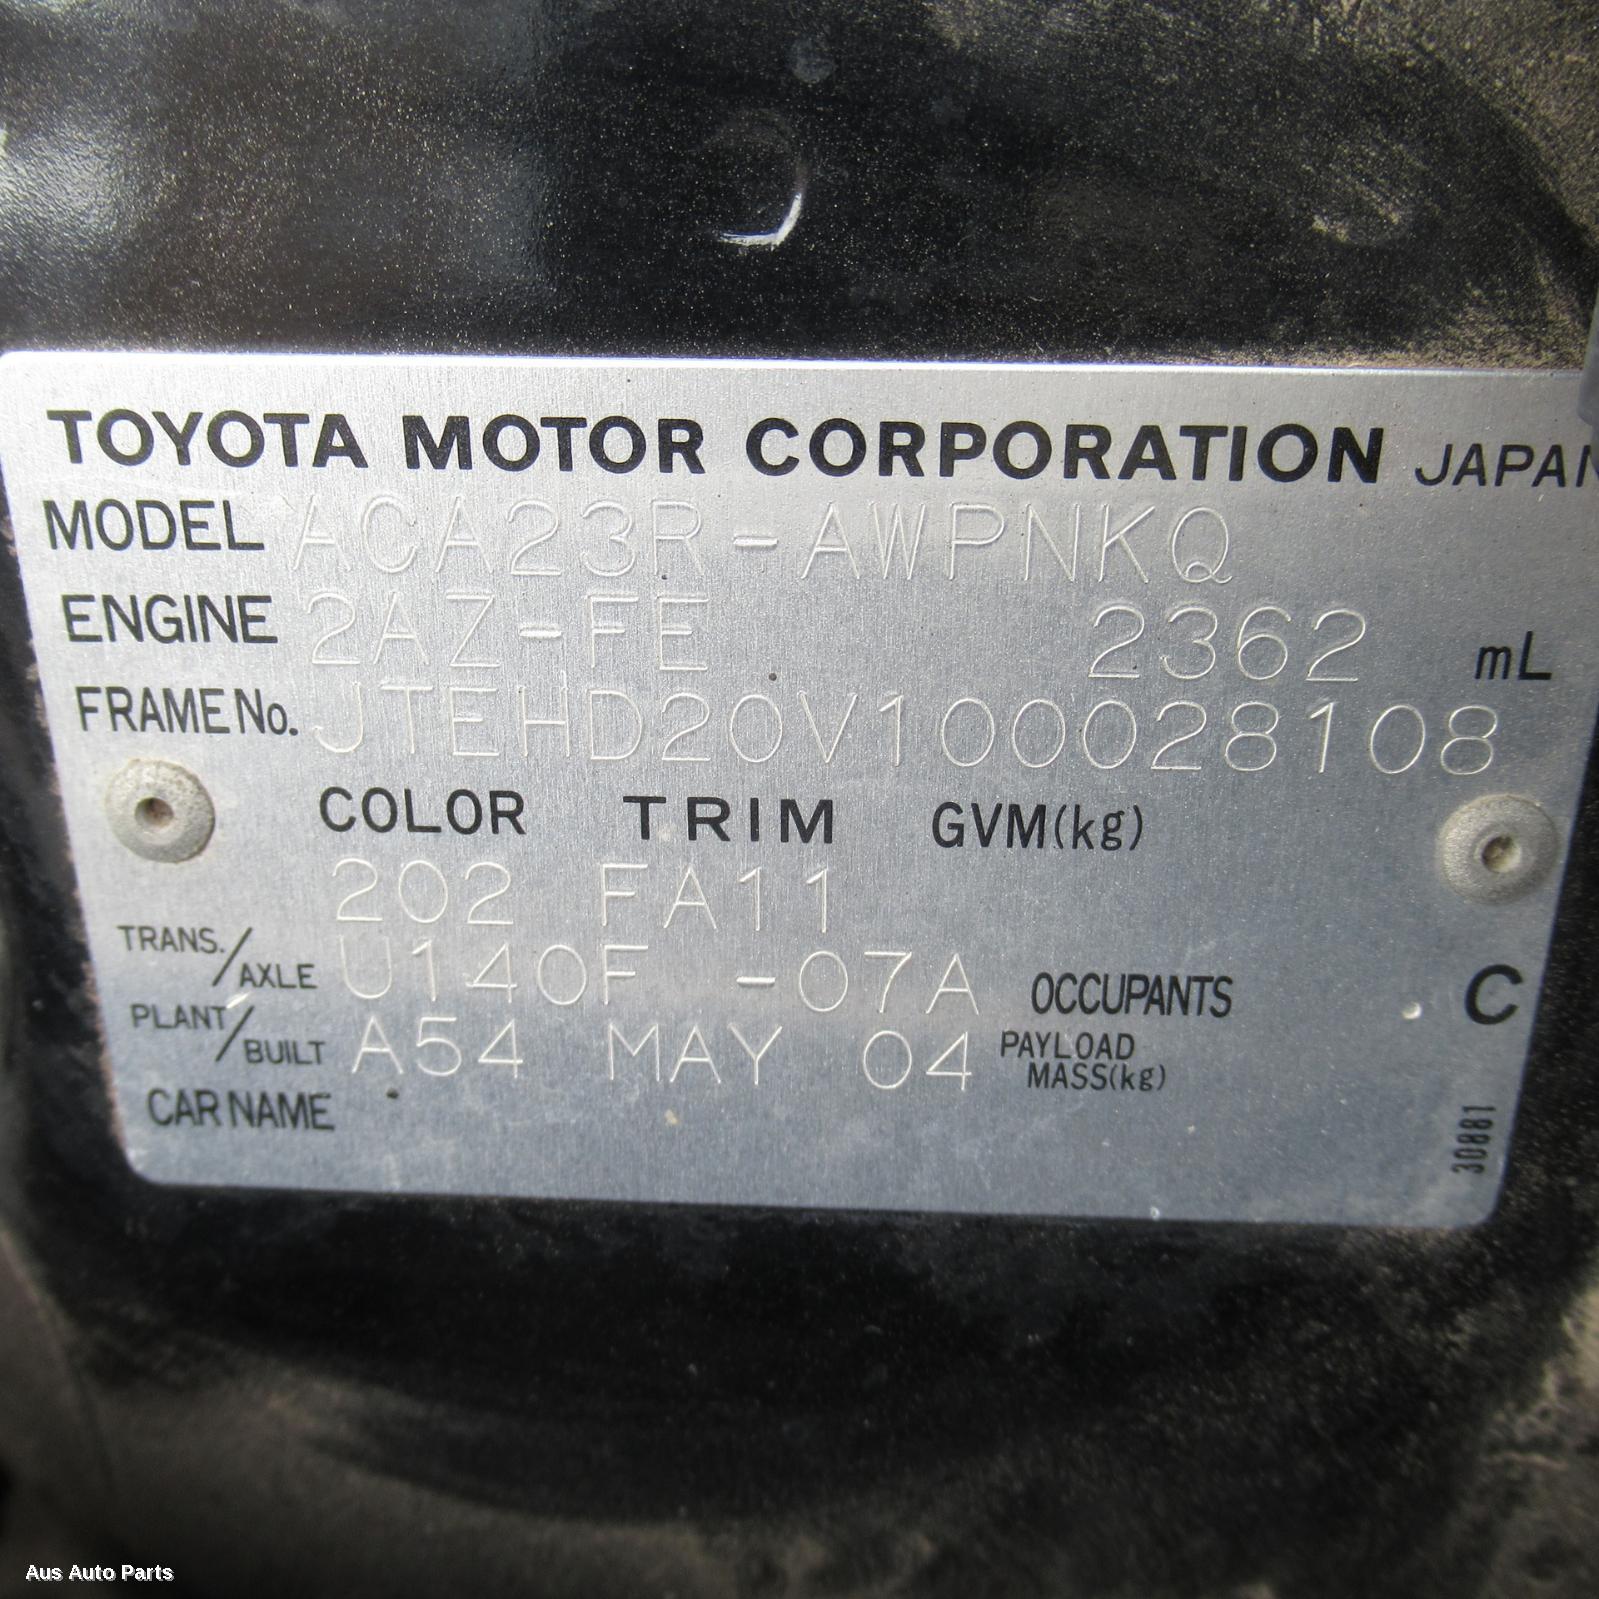 TOYOTA MOTOR CORPORATION JAPAN
MODEL ACA23R-AWPNKQ
ENGINE 2AZ-FE 2362 mL
FRAME No. JTEHD20V100028108
COLOR TRIM GVM(kg)
202 FA11
TRANS./AXLE U140F -07A OCCUPANTS C
PLANT/BUILT A54 MAY 04 PAYLOAD MASS(kg)
CAR NAME
30881
Aus Auto Parts